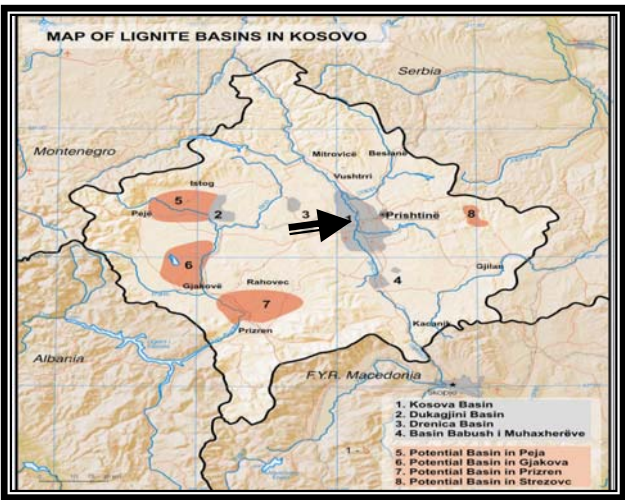 MAP OF LIGNITE BASINS IN KOSOVO
Serbia
Montenegro
Mitrovicë
Besianë
Vushtrri
Istog
5
2
3
Pejë
Prishtinë
8
6
Gjilan
Gjakovë
Rahovec
4
7
Kaçanik
Prizren
Albania
F.Y.R. Macedonia
Skopje
1. Kosova Basin
2. Dukagjini Basin
3. Drenica Basin
4. Basin Babush i Muhaxherëve
5. Potential Basin in Peja
6. Potential Basin in Gjakova
7. Potential Basin in Prizren
8. Potential Basin in Strezovc